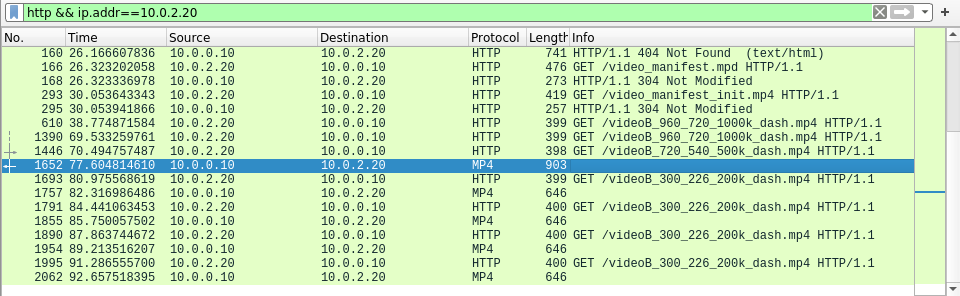 http && ip.addr==10.0.2.20
No. Time Source Destination Protocol Length Info
160 26.166607836 10.0.0.10 10.0.2.20 HTTP 741 HTTP/1.1 404 Not Found (text/html)
166 26.323202058 10.0.2.20 10.0.0.10 HTTP 476 GET /video_manifest.mpd HTTP/1.1
168 26.323336978 10.0.0.10 10.0.2.20 HTTP 273 HTTP/1.1 304 Not Modified
293 30.053643343 10.0.2.20 10.0.0.10 HTTP 419 GET /video_manifest_init.mp4 HTTP/1.1
295 30.053941866 10.0.0.10 10.0.2.20 HTTP 257 HTTP/1.1 304 Not Modified
610 38.774871584 10.0.2.20 10.0.0.10 HTTP 399 GET /videoB_960_720_1000k_dash.mp4 HTTP/1.1
1390 69.533259761 10.0.2.20 10.0.0.10 HTTP 399 GET /videoB_960_720_1000k_dash.mp4 HTTP/1.1
1446 70.494757487 10.0.2.20 10.0.0.10 HTTP 398 GET /videoB_720_540_500k_dash.mp4 HTTP/1.1
1652 77.604814610 10.0.0.10 10.0.2.20 MP4 903
1693 80.975568619 10.0.2.20 10.0.0.10 HTTP 399 GET /videoB_300_226_200k_dash.mp4 HTTP/1.1
1757 82.316986486 10.0.0.10 10.0.2.20 MP4 646
1791 84.441063453 10.0.2.20 10.0.0.10 HTTP 400 GET /videoB_300_226_200k_dash.mp4 HTTP/1.1
1855 85.750057502 10.0.0.10 10.0.2.20 MP4 646
1890 87.863744672 10.0.2.20 10.0.0.10 HTTP 400 GET /videoB_300_226_200k_dash.mp4 HTTP/1.1
1954 89.213516207 10.0.0.10 10.0.2.20 MP4 646
1995 91.286555700 10.0.2.20 10.0.0.10 HTTP 400 GET /videoB_300_226_200k_dash.mp4 HTTP/1.1
2062 92.657518395 10.0.0.10 10.0.2.20 MP4 646